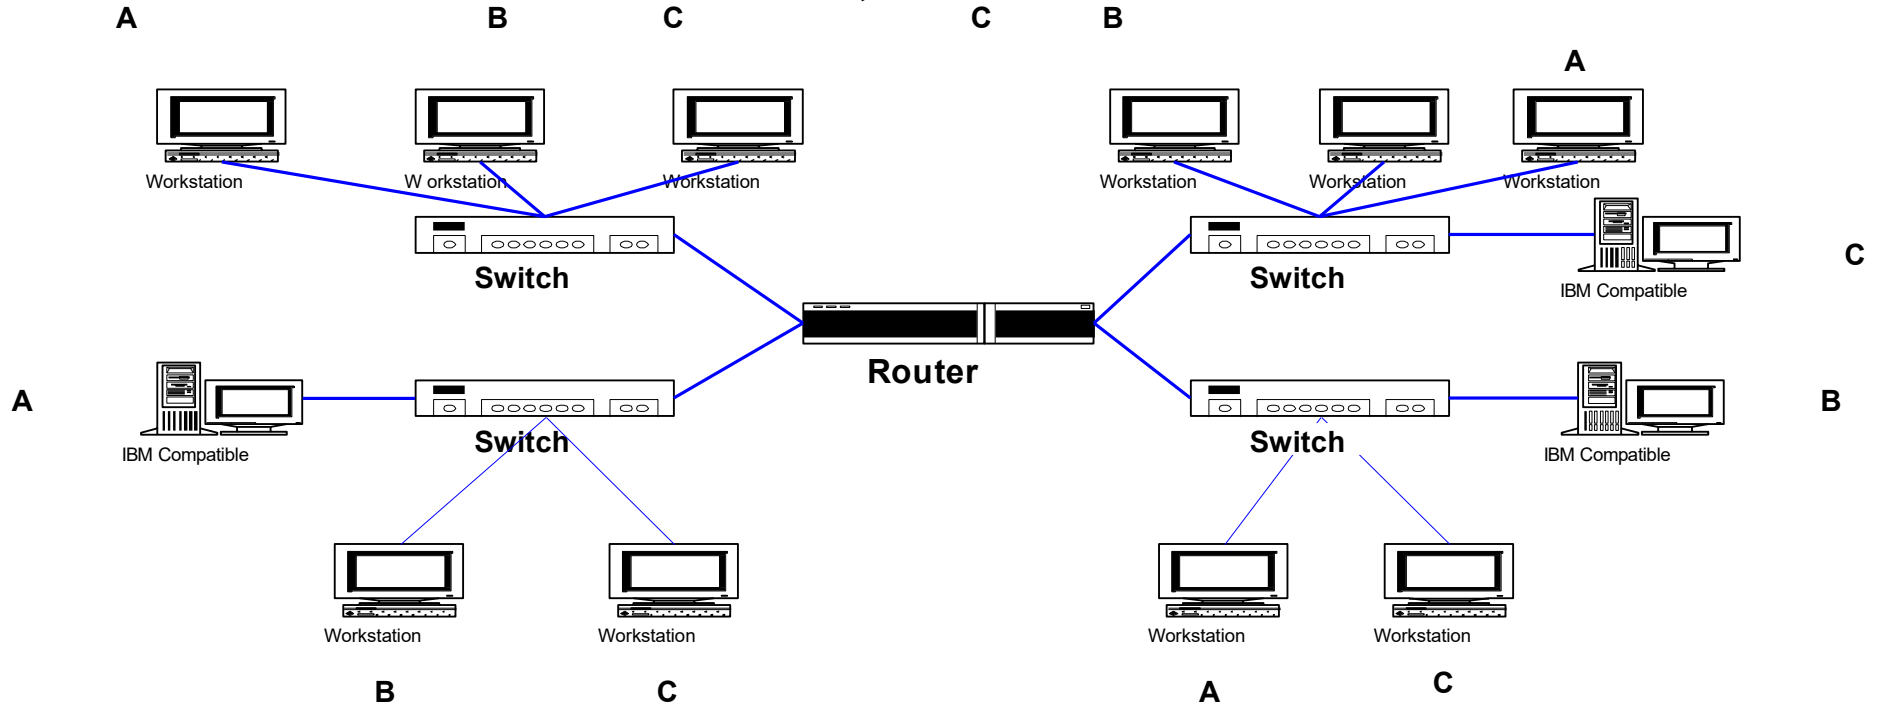 A B C C B
A
Workstation W orkstation Workstation Workstation Workstation Workstation
Switch Switch C
IBM Compatible
Router
A B
Switch Switch
IBM Compatible IBM Compatible
Workstation Workstation Workstation Workstation
B C A C